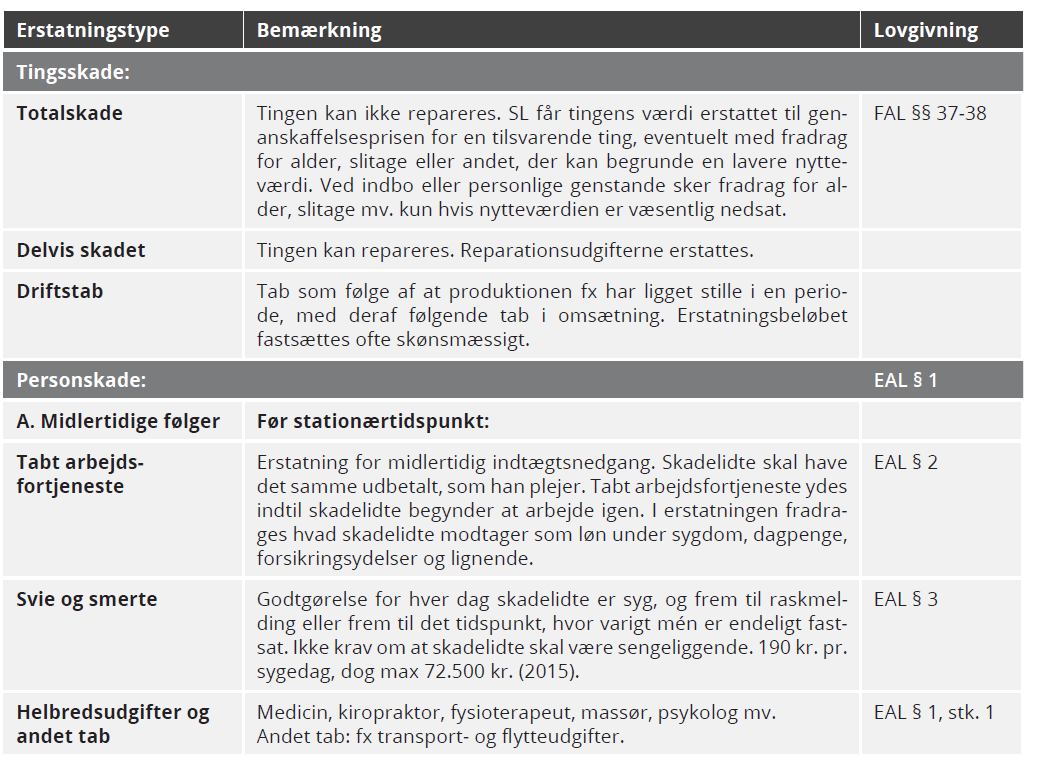 Erstatningstype Bemærkning Lovgivning
Tingsskade:
Totalskade Tingen kan ikke repareres. SL får tingens værdi erstattet til gen- FAL §§ 37-38
anskaffelsesprisen for en tilsvarende ting, eventuelt med fradrag
for alder, slitage eller andet, der kan begrunde en lavere nytte-
værdi. Ved indbo eller personlige genstande sker fradrag for al-
der, slitage mv. kun hvis nytteværdien er væsentlig nedsat.
Delvis skadet Tingen kan repareres. Reparationsudgifterne erstattes.
Driftstab Tab som følge af at produktionen fx har ligget stille i en perio-
de, med deraf følgende tab i omsætning. Erstatningsbeløbet
fastsættes ofte skønsmæssigt.
Personskade: EAL § 1
A. Midlertidige følger Før stationærtidspunkt:
Tabt arbejds- Erstatning for midlertidig indtægtsnedgang. Skadelidte skal have EAL § 2
fortjeneste det samme udbetalt, som han plejer. Tabt arbejdsfortjeneste ydes
indtil skadelidte begynder at arbejde igen. I erstatningen fradra-
ges hvad skadelidte modtager som løn under sygdom, dagpenge,
forsikringsydelser og lignende.
Svie og smerte Godtgørelse for hver dag skadelidte er syg, og frem til raskmel- EAL § 3
ding eller frem til det tidspunkt, hvor varigt mén er endeligt fast-
sat. Ikke krav om at skadelidte skal være sengeliggende. 190 kr. pr.
sygedag, dog max 72.500 kr. (2015).
Helbredsudgifter og Medicin, kiropraktor, fysioterapeut, massør, psykolog mv. EAL § 1, stk. 1
andet tab Andet tab: fx transport- og flytteudgifter.